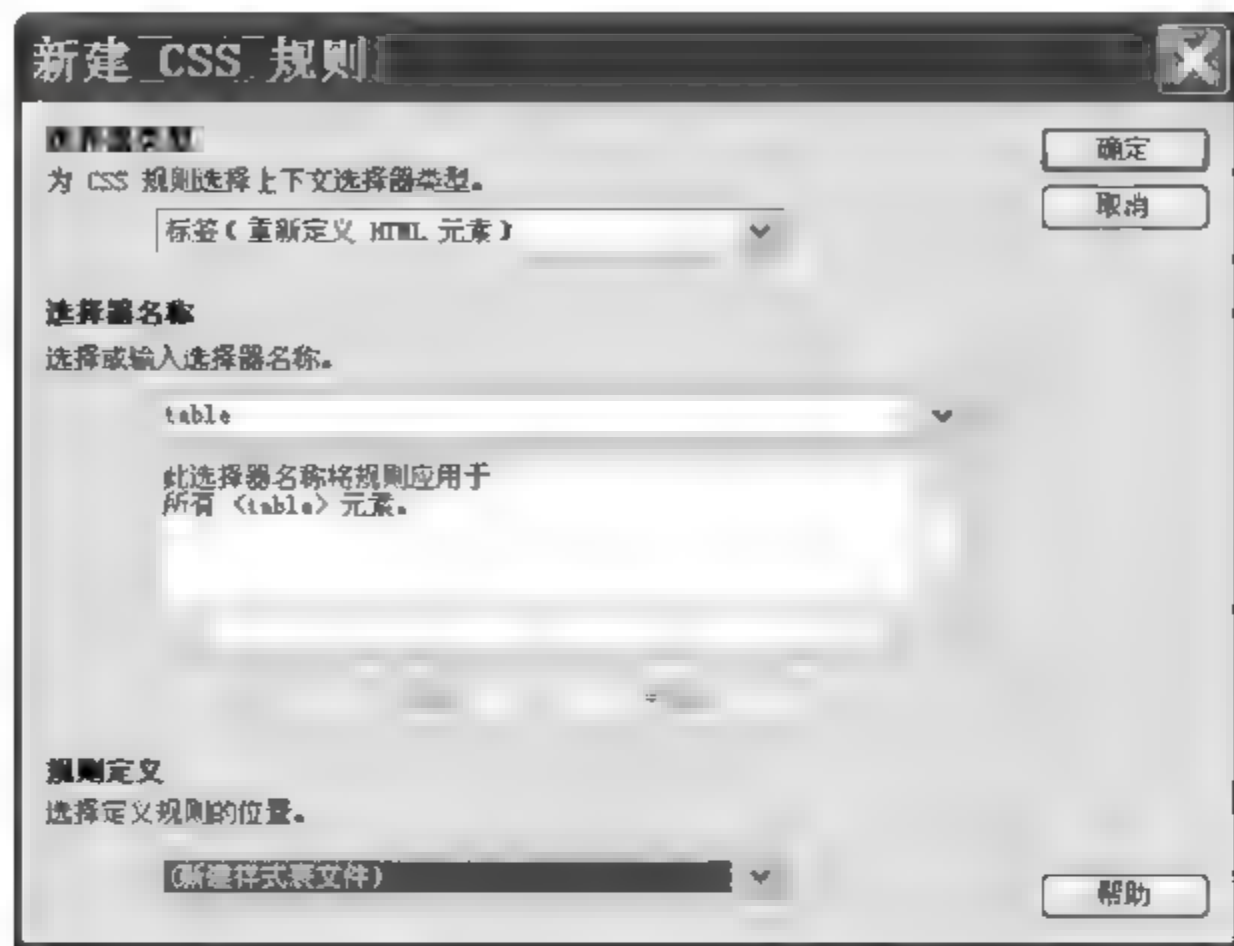 新建 CSS 规则
确定
为 CSS 规则选择上下文选择器类型。
取消
标签(重新定义 HTML 元素)
选择器名称
选择或输入选择器名称。
table
此选择器名称将规则应用于
所有 <table> 元素。
规则定义
选择定义规则的位置。
(新建样式表文件)
帮助